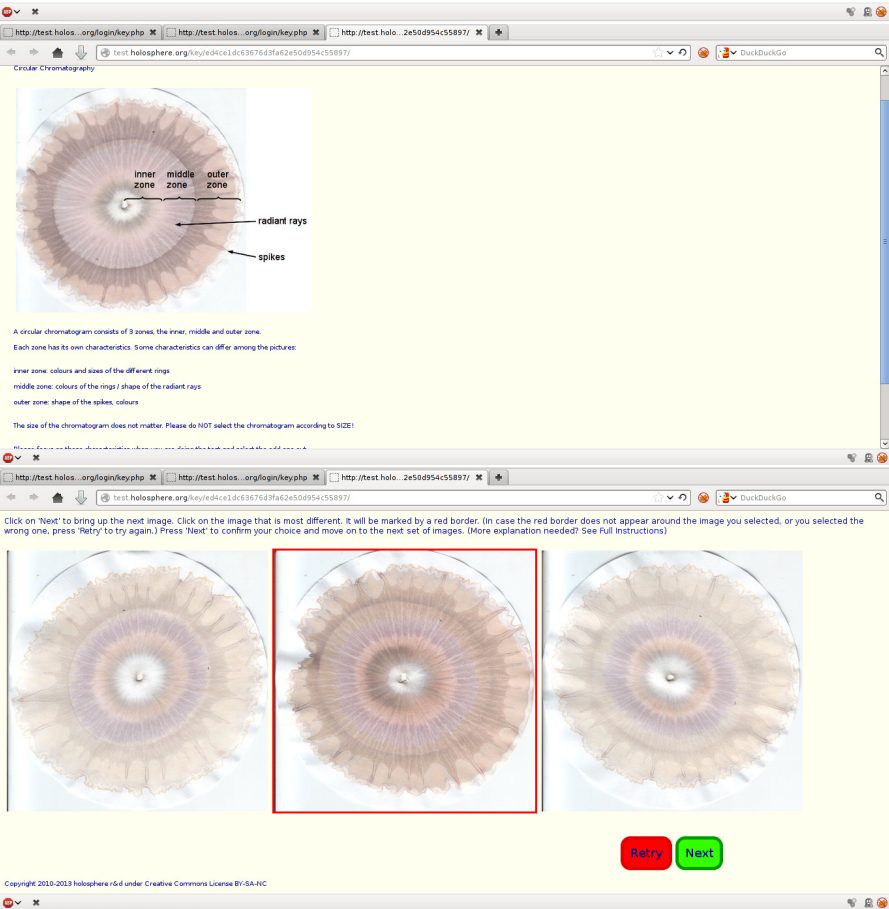 ABP
http://test.holos...org/login/key.php
http://test.holos...org/login/key.php
http://test.holo...2e50d954c55897/
test.holosphere.org/key/ed4ce1dc63676d3fa62e50d954c55897/
DuckDuckGo
Circular Chromatography
inner zone
middle zone
outer zone
radiant rays
spikes
A circular chromatogram consists of 3 zones, the inner, middle and outer zone.
Each zone has its own characteristics. Some characteristics can differ among the pictures:
inner zone: colours and sizes of the different rings
middle zone: colours of the rings / shape of the radiant rays
outer zone: shape of the spikes, colours
The size of the chromatogram does not matter. Please do NOT select the chromatogram according to SIZE!
ABP
http://test.holos...org/login/key.php
http://test.holos...org/login/key.php
http://test.holo...2e50d954c55897/
test.holosphere.org/key/ed4ce1dc63676d3fa62e50d954c55897/
DuckDuckGo
Click on 'Next' to bring up the next image. Click on the image that is most different. It will be marked by a red border. (In case the red border does not appear around the image you selected, or you selected the
wrong one, press 'Retry' to try again.) Press 'Next' to confirm your choice and move on to the next set of images. (More explanation needed? See Full Instructions)
Retry
Next
Copyright 2010-2013 holosphere r&d under Creative Commons License BY-SA-NC
ABP